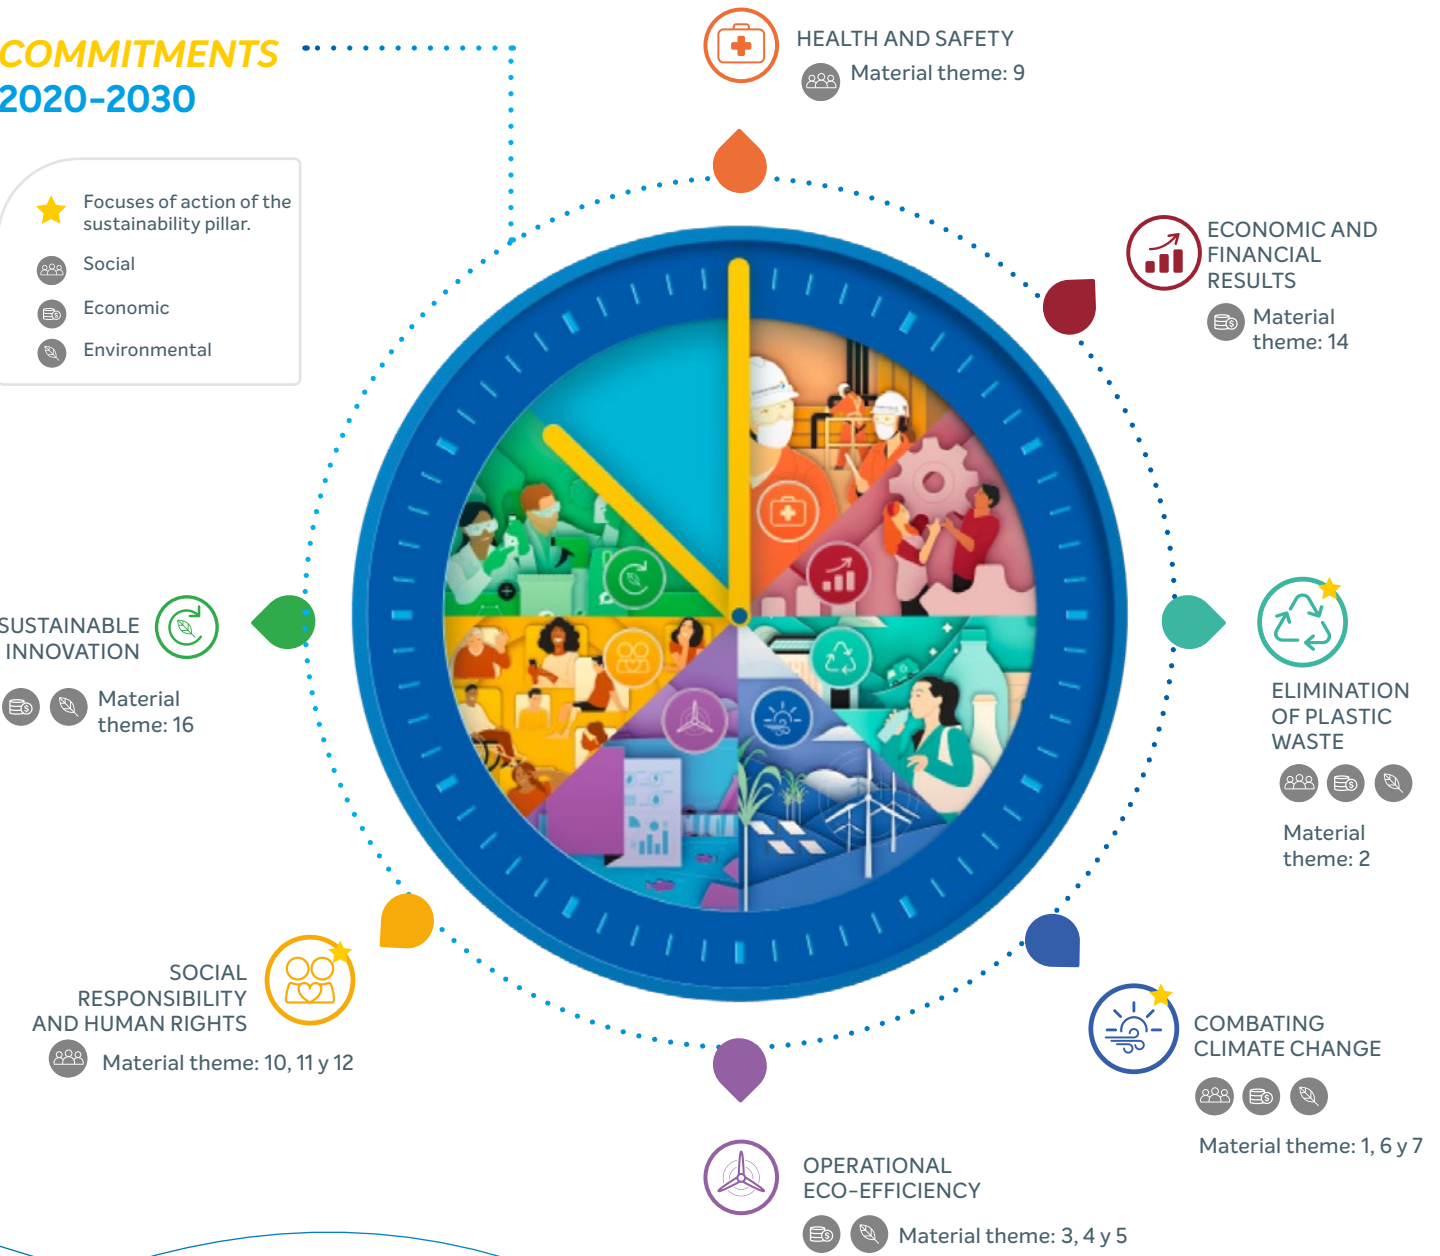 COMMITMENTS
2020-2030
Focuses of action of the
sustainability pillar.
Social
Economic
Environmental
HEALTH AND SAFETY
Material theme: 9
ECONOMIC AND
FINANCIAL
RESULTS
Material
theme: 14
ELIMINATION
OF PLASTIC
WASTE
Material
theme: 2
COMBATING
CLIMATE CHANGE
Material theme: 1, 6 y 7
OPERATIONAL
ECO-EFFICIENCY
Material theme: 3, 4 y 5
SOCIAL
RESPONSIBILITY
AND HUMAN RIGHTS
Material theme: 10, 11 y 12
SUSTAINABLE
INNOVATION
Material
theme: 16